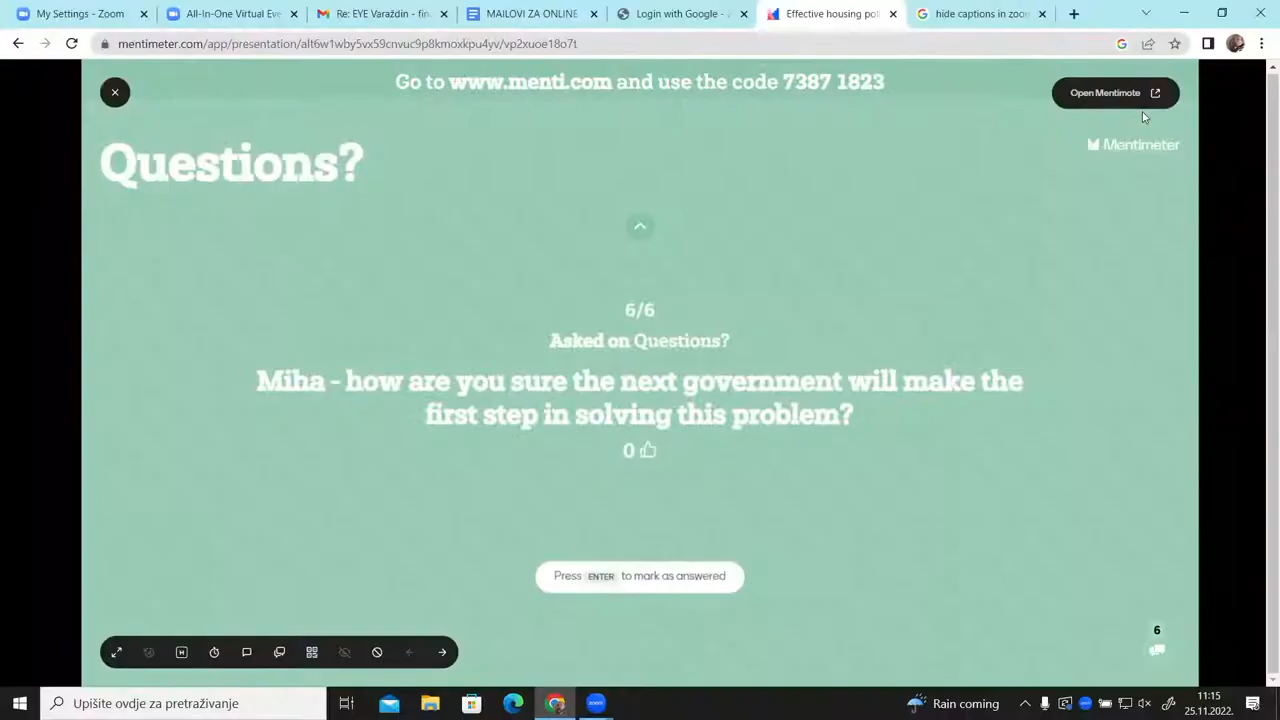 My Settings - Zoom
All-In-One Virtual Eve
Re: EYE Varaždin - fin
MAILOVI ZA ONLINE
Login with Google -
Effective housing pol
hide captions in zoom
mentimeter.com/app/presentation/alt6w1wby5vx59cnvuc9p8kmoxkpu4yv/vp2xuoe18o7t
Go to www.menti.com and use the code 7387 1823
Open Mentimote
Mentimeter
Questions?
6/6
Asked on Questions?
Miha - how are you sure the next government will make the
first step in solving this problem?
0
Press ENTER to mark as answered
6
H
Upišite ovdje za pretraživanje
zoom
Rain coming
11:15
25.11.2022.